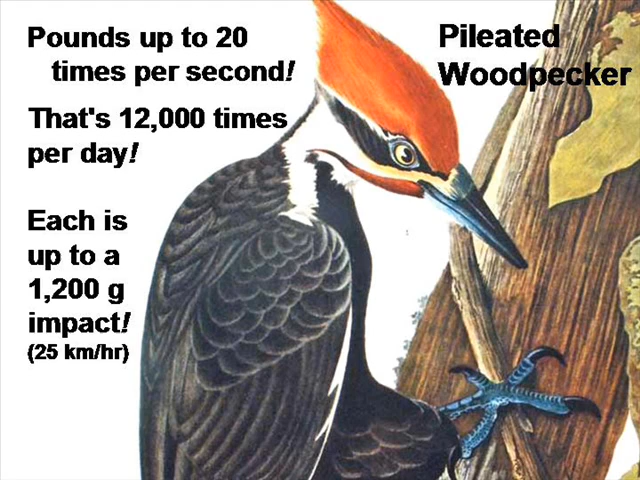 Pounds up to 20
times per second!
That's 12,000 times
per day!
Each is
up to a
1,200 g
impact!
(25 km/hr)
Pileated
Woodpecker